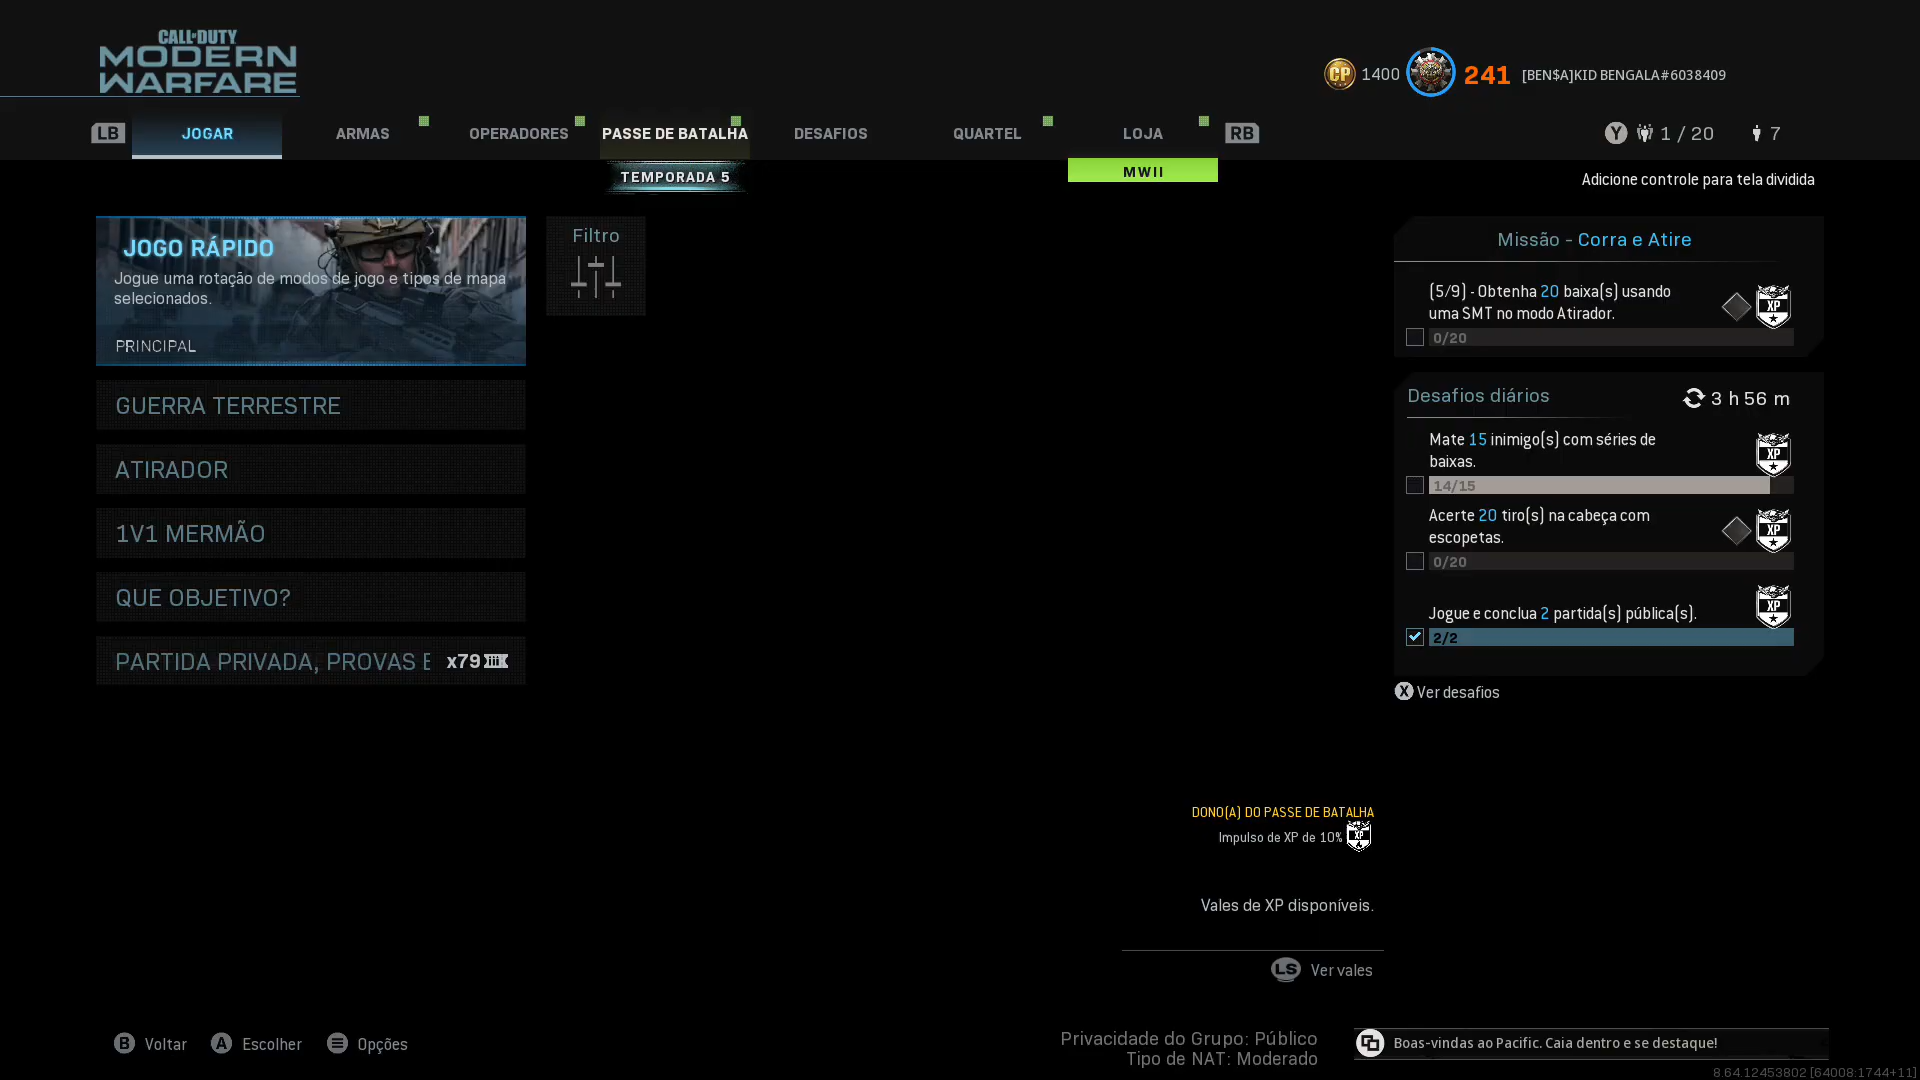 CALL OF DUTY
MODERN
WARFARE
CP 1400 241 [BEN$A]KID BENGALA#6038409
LB JOGAR ARMAS OPERADORES PASSE DE BATALHA DESAFIOS QUARTEL LOJA RB Y 1 / 20 7
TEMPORADA 5 MWII
Adicione controle para tela dividida
JOGO RÁPIDO
Jogue uma rotação de modos de jogo e tipos de mapa
selecionados.
PRINCIPAL
Filtro
GUERRA TERRESTRE
ATIRADOR
1V1 MERMÃO
QUE OBJETIVO?
PARTIDA PRIVADA, PROVAS E x79
Missão - Corra e Atire
(5/9) - Obtenha 20 baixa(s) usando
uma SMT no modo Atirador.
XP
0/20
Desafios diários 3 h 56 m
Mate 15 inimigo(s) com séries de
baixas.
XP
14/15
Acerte 20 tiro(s) na cabeça com
escopetas.
XP
0/20
Jogue e conclua 2 partida(s) pública(s).
XP
2/2
X Ver desafios
DONO(A) DO PASSE DE BATALHA
Impulso de XP de 10% XP
Vales de XP disponíveis.
LS Ver vales
B Voltar A Escolher Opções
Privacidade do Grupo: Público
Tipo de NAT: Moderado
Boas-vindas ao Pacific. Caia dentro e se destaque!
8.64.12453802 [64008:1744+11]